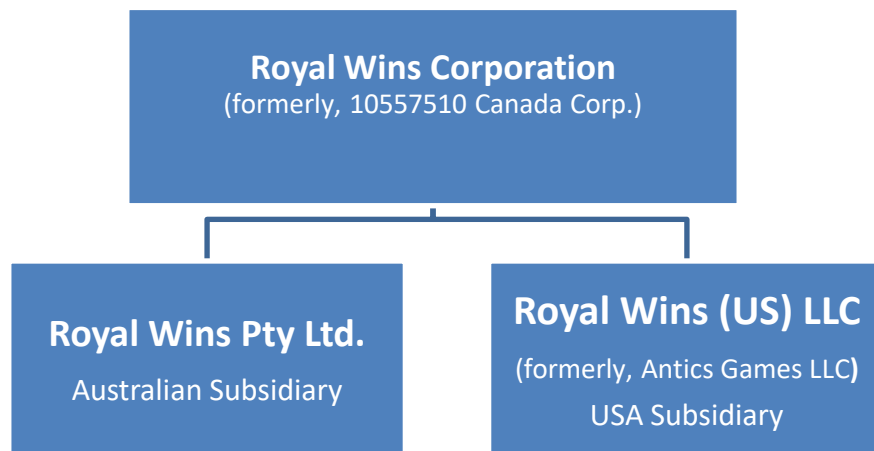 Royal Wins Corporation
(formerly, 10557510 Canada Corp.)
Royal Wins Pty Ltd.
Australian Subsidiary
Royal Wins (US) LLC
(formerly, Antics Games LLC)
USA Subsidiary